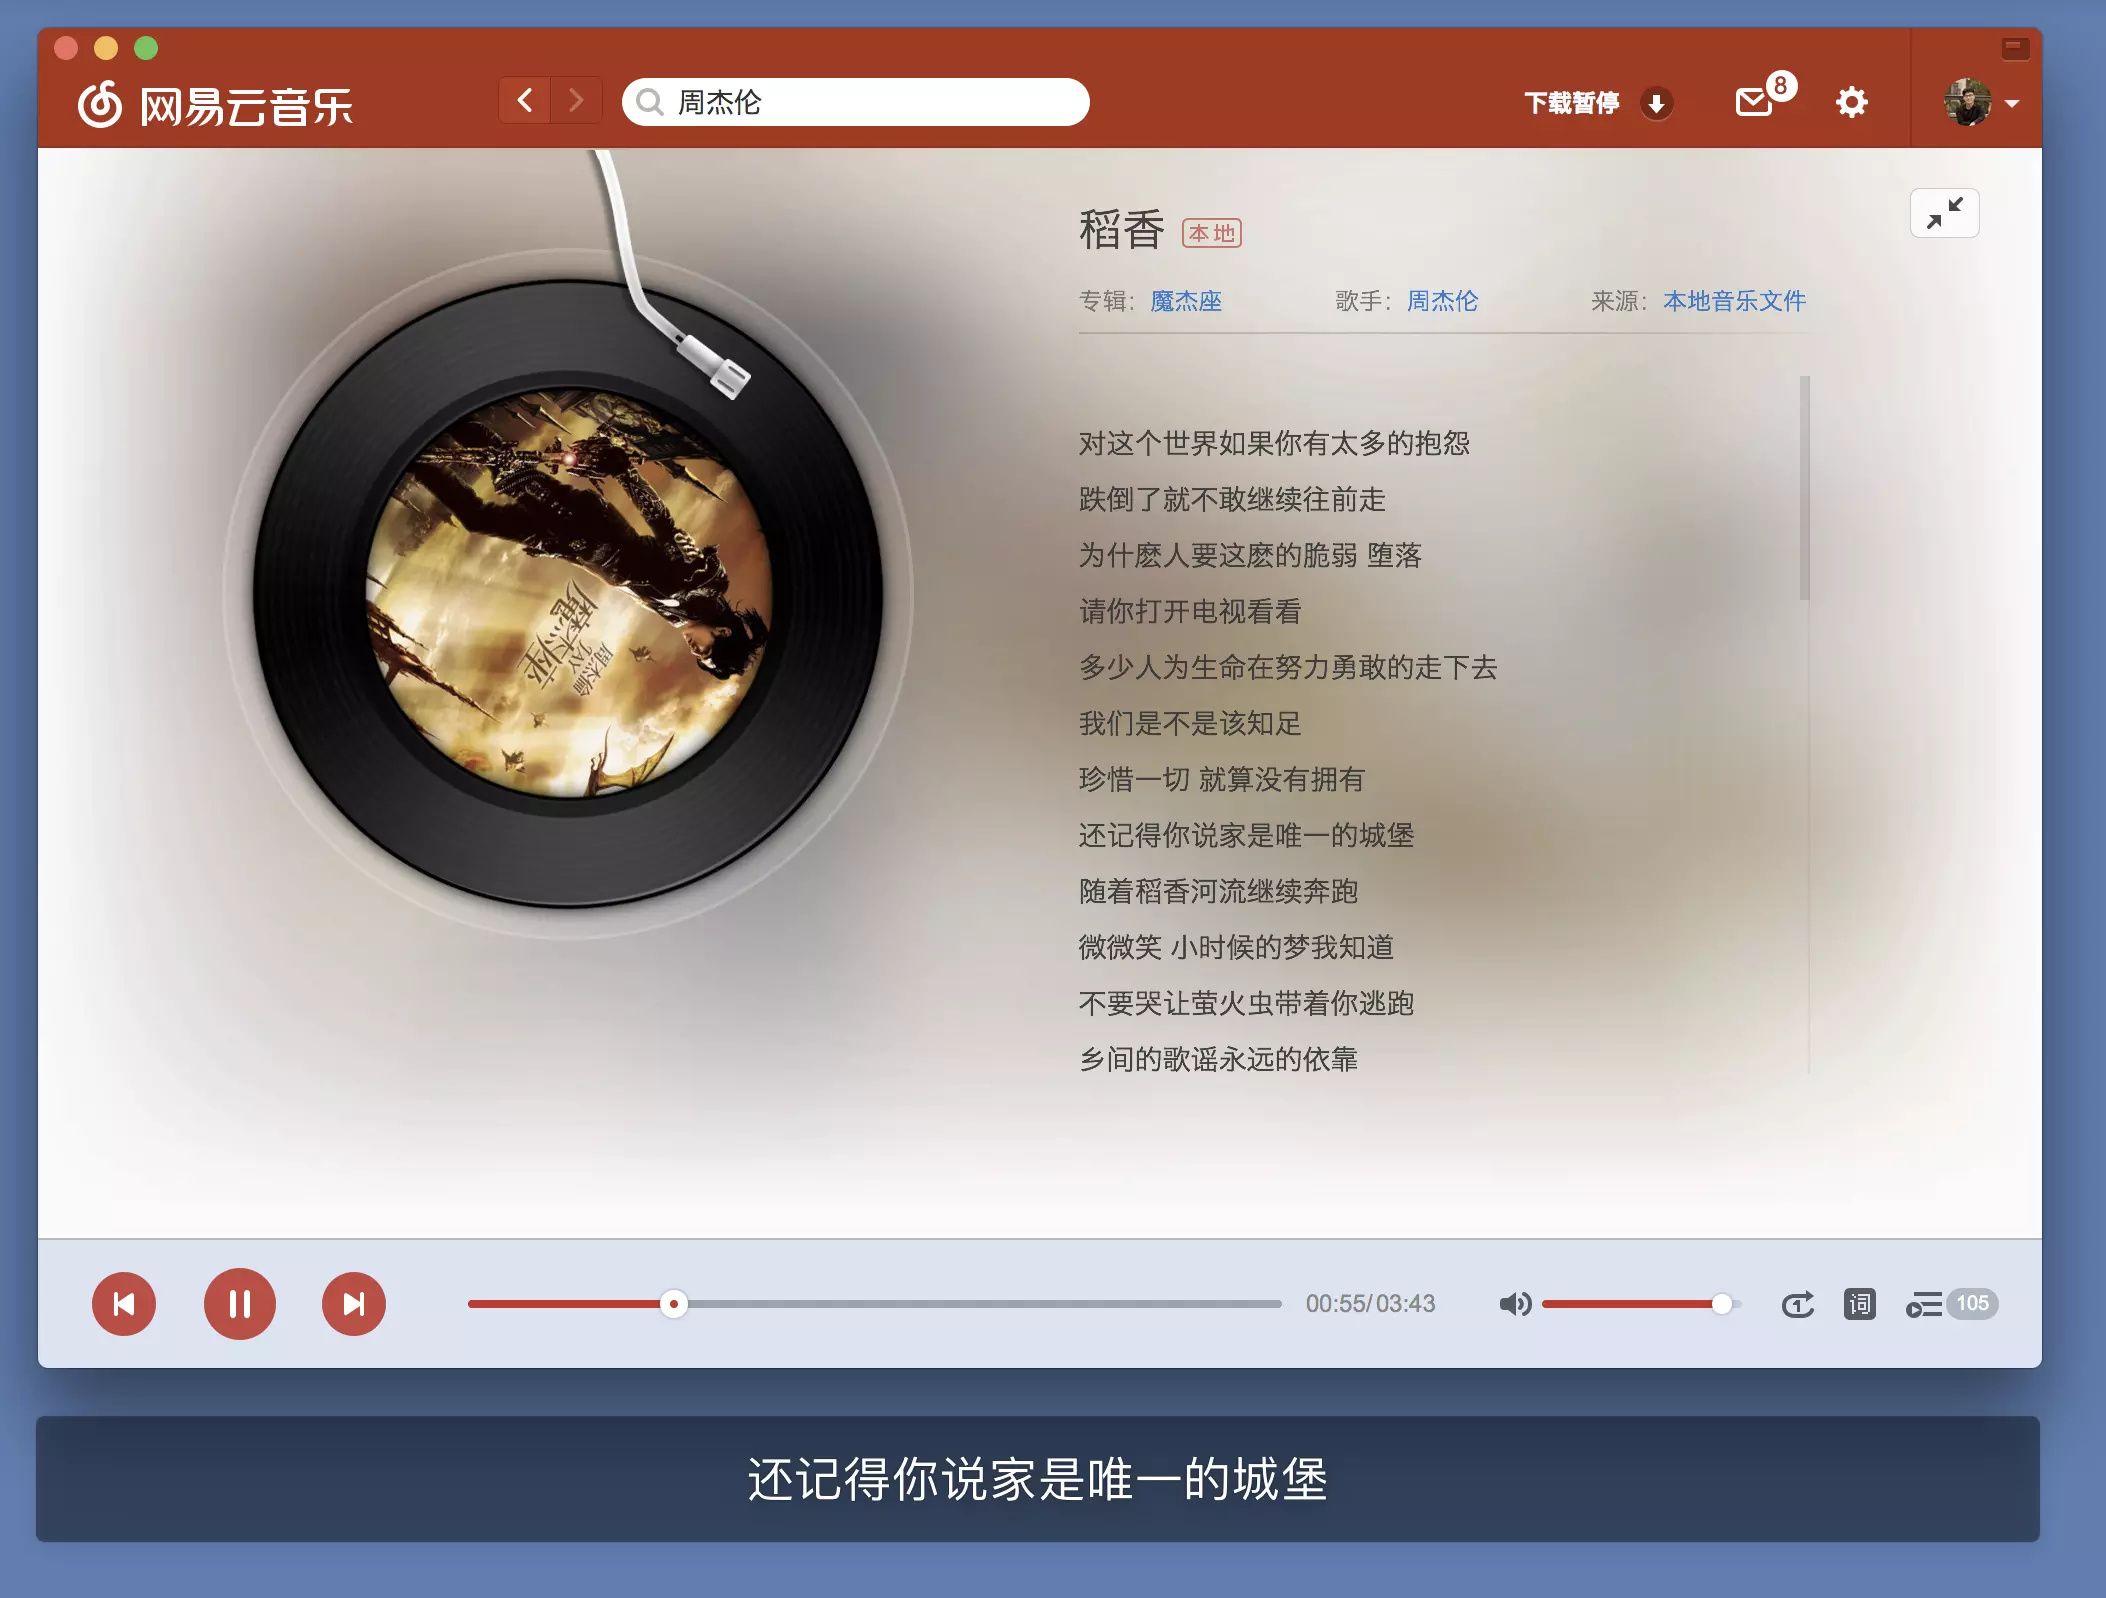 网易云音乐
周杰伦
下载暂停
8
稻香 本地
专辑: 魔杰座 歌手: 周杰伦 来源: 本地音乐文件
对这个世界如果你有太多的抱怨
跌倒了就不敢继续往前走
为什麽人要这麽的脆弱 堕落
请你打开电视看看
多少人为生命在努力勇敢的走下去
我们是不是该知足
珍惜一切 就算没有拥有
还记得你说家是唯一的城堡
随着稻香河流继续奔跑
微微笑 小时候的梦我知道
不要哭让萤火虫带着你逃跑
乡间的歌谣永远的依靠
魔杰座
周杰倫
JAY
00:55/03:43
1
词
105
还记得你说家是唯一的城堡